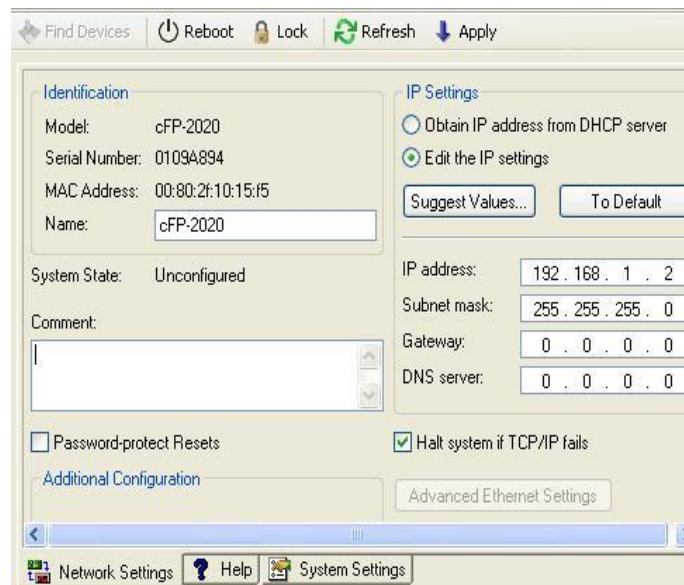 Find Devices Reboot Lock Refresh Apply
Identification
Model: cFP-2020
Serial Number: 0109A894
MAC Address: 00:80:2f:10:15:f5
Name: cFP-2020
System State: Unconfigured
Comment:
Password-protect Resets
Additional Configuration
IP Settings
Obtain IP address from DHCP server
Edit the IP settings
Suggest Values... To Default
IP address: 192 . 168 . 1 . 2
Subnet mask: 255 . 255 . 255 . 0
Gateway: 0 . 0 . 0 . 0
DNS server: 0 . 0 . 0 . 0
Halt system if TCP/IP fails
Advanced Ethernet Settings
Network Settings Help System Settings